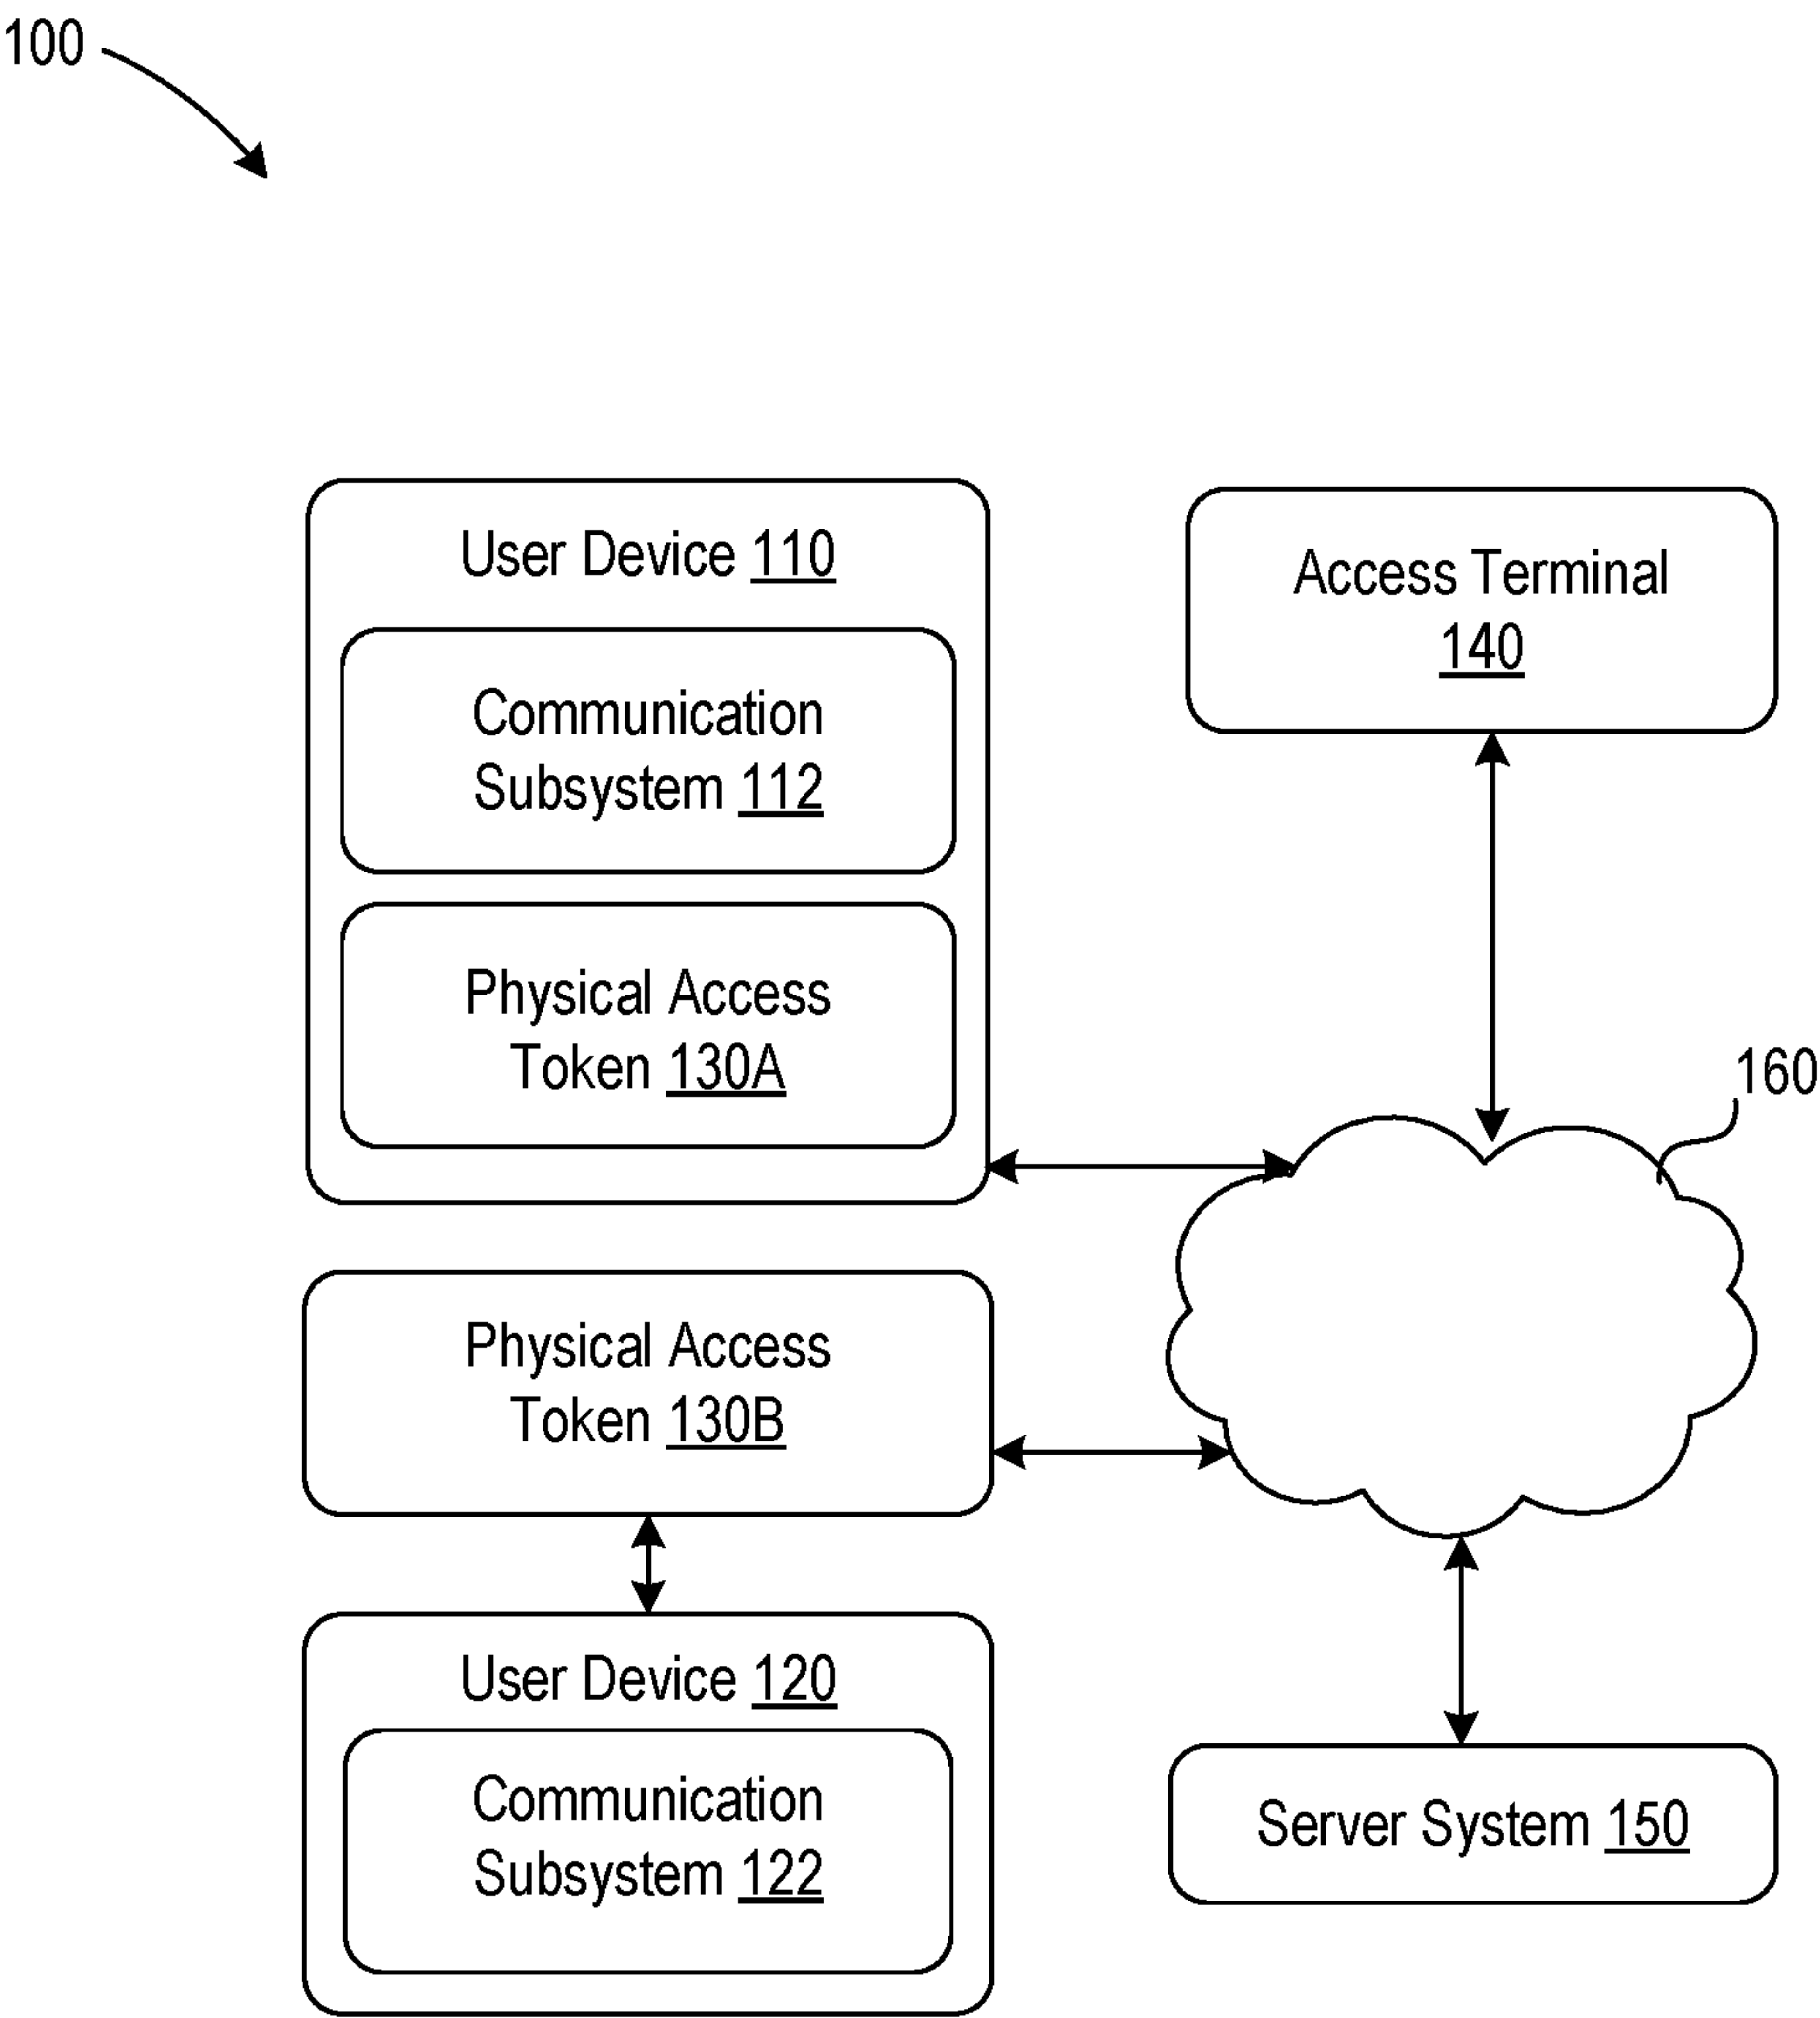 100
User Device 110
Communication
Subsystem 112
Physical Access
Token 130A
Access Terminal
140
160
Physical Access
Token 130B
User Device 120
Communication
Subsystem 122
Server System 150